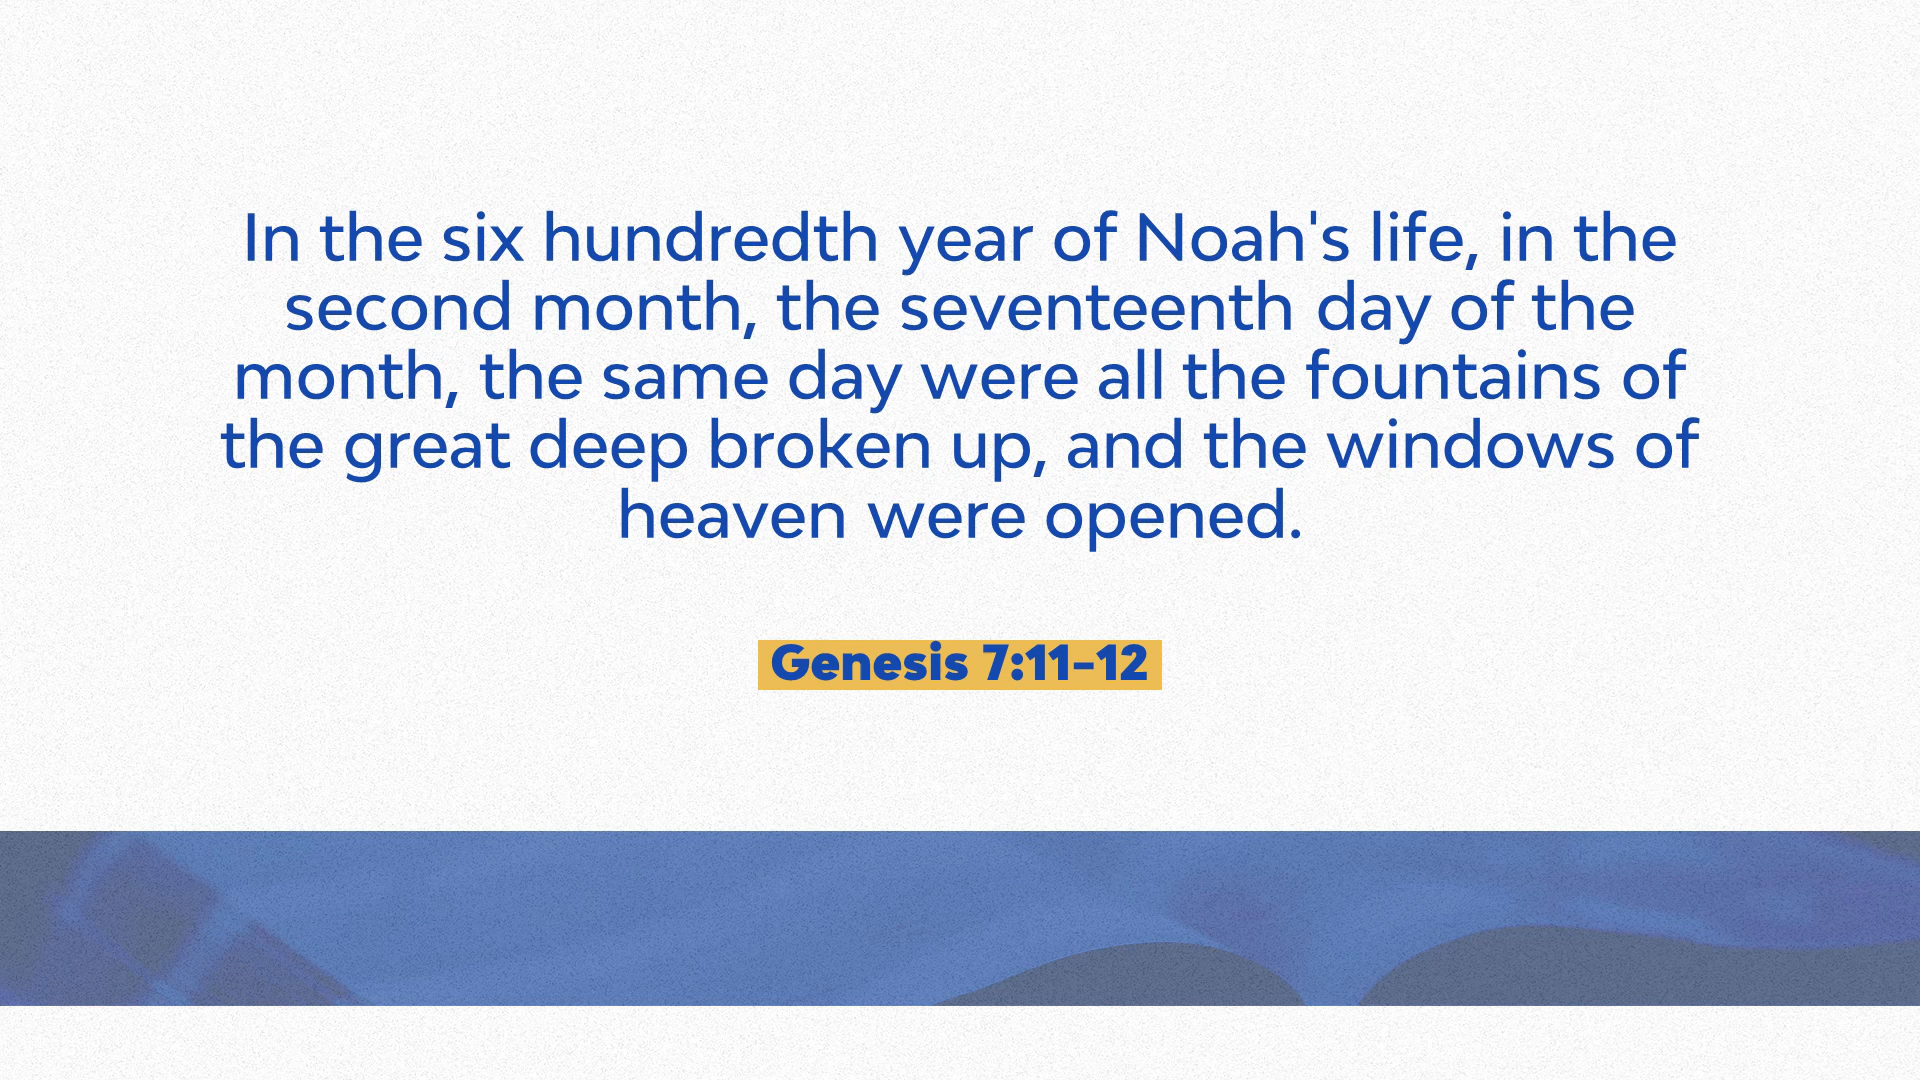 In the six hundredth year of Noah's life, in the
second month, the seventeenth day of the
month, the same day were all the fountains of
the great deep broken up, and the windows of
heaven were opened.
Genesis 7:11-12